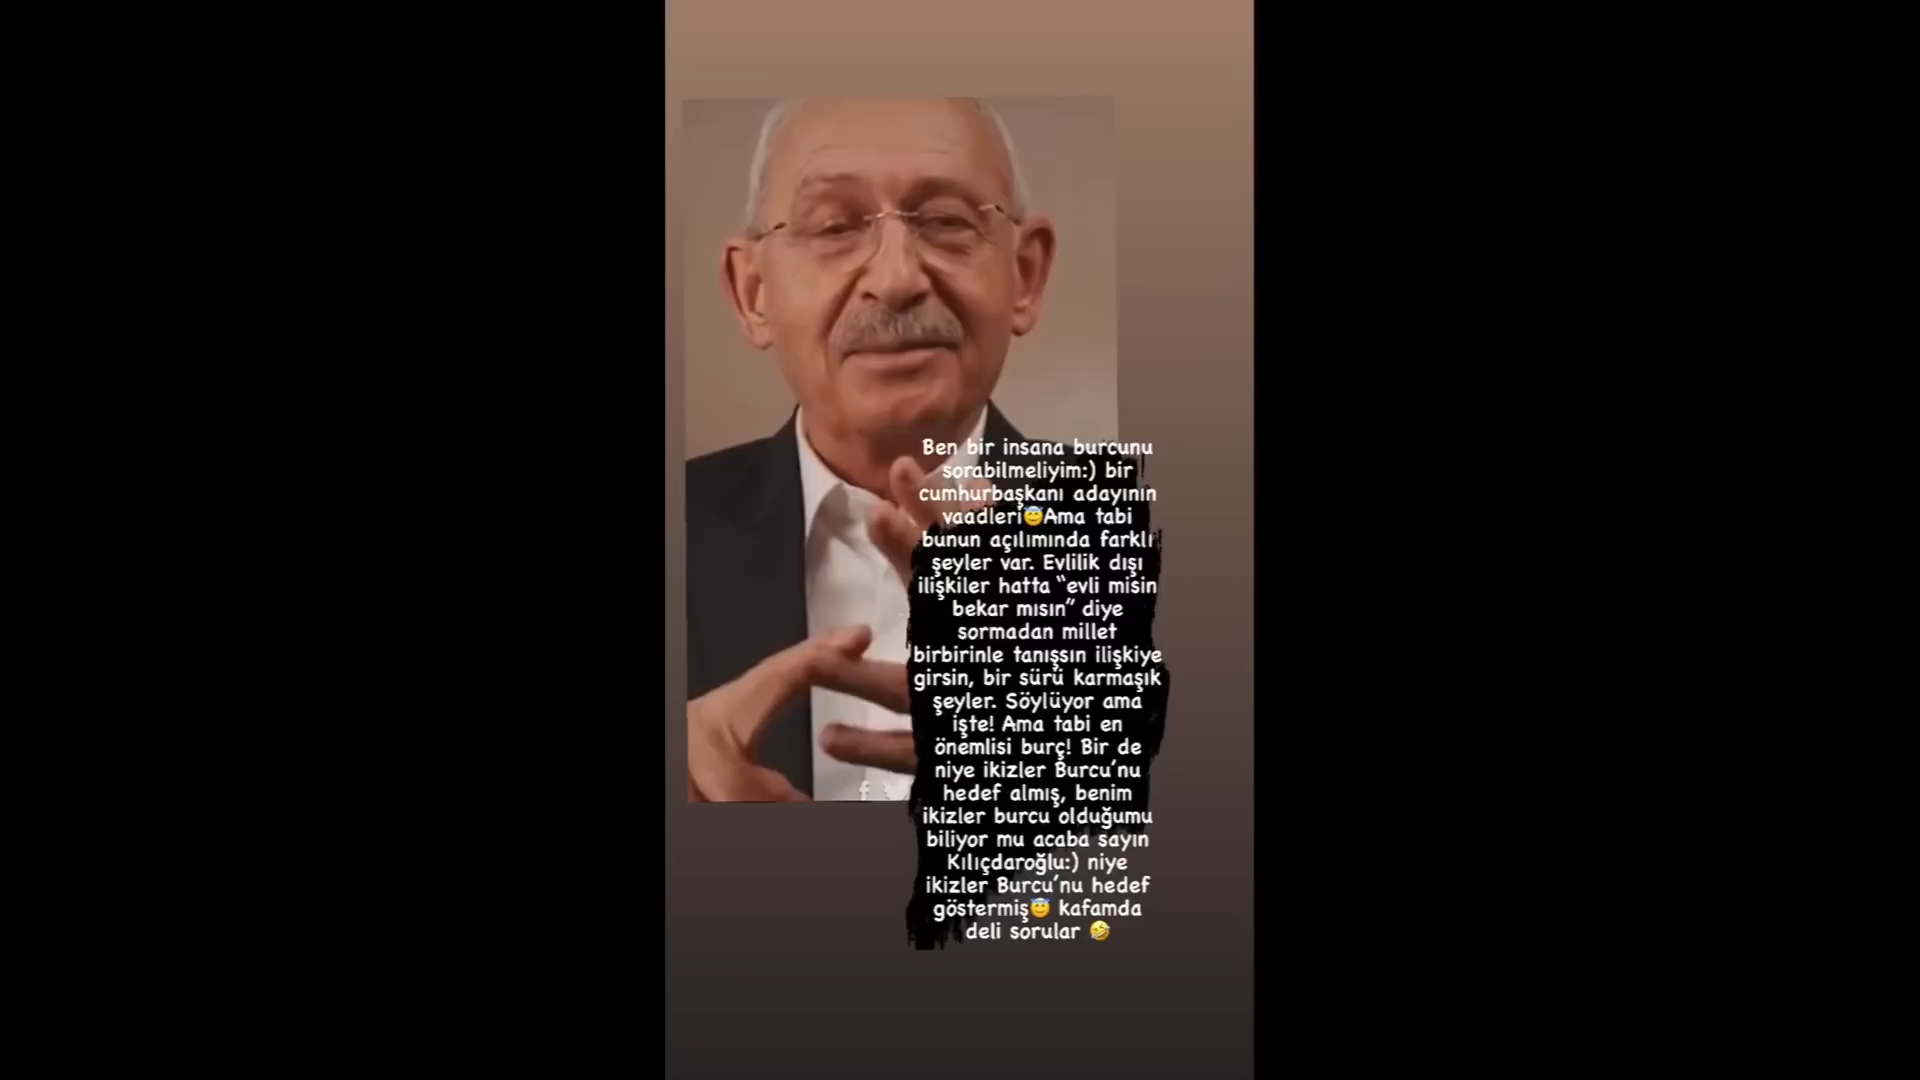 Ben bir insana burcunu
sorabilmeliyim:) bir
cumhurbaşkanı adayının
vaadleri😇Ama tabi
bunun açılımında farklı
şeyler var. Evlilik dışı
ilişkiler hatta “evli misin
bekar mısın” diye
sormadan millet
birbirinle tanışsın ilişkiye
girsin, bir sürü karmaşık
şeyler. Söylüyor ama
işte! Ama tabi en
önemlisi burç! Bir de
niye ikizler Burcu’nu
hedef almış, benim
ikizler burcu olduğumu
biliyor mu acaba sayın
Kılıçdaroğlu:) niye
ikizler Burcu’nu hedef
göstermiş😇 kafamda
deli sorular 🤣